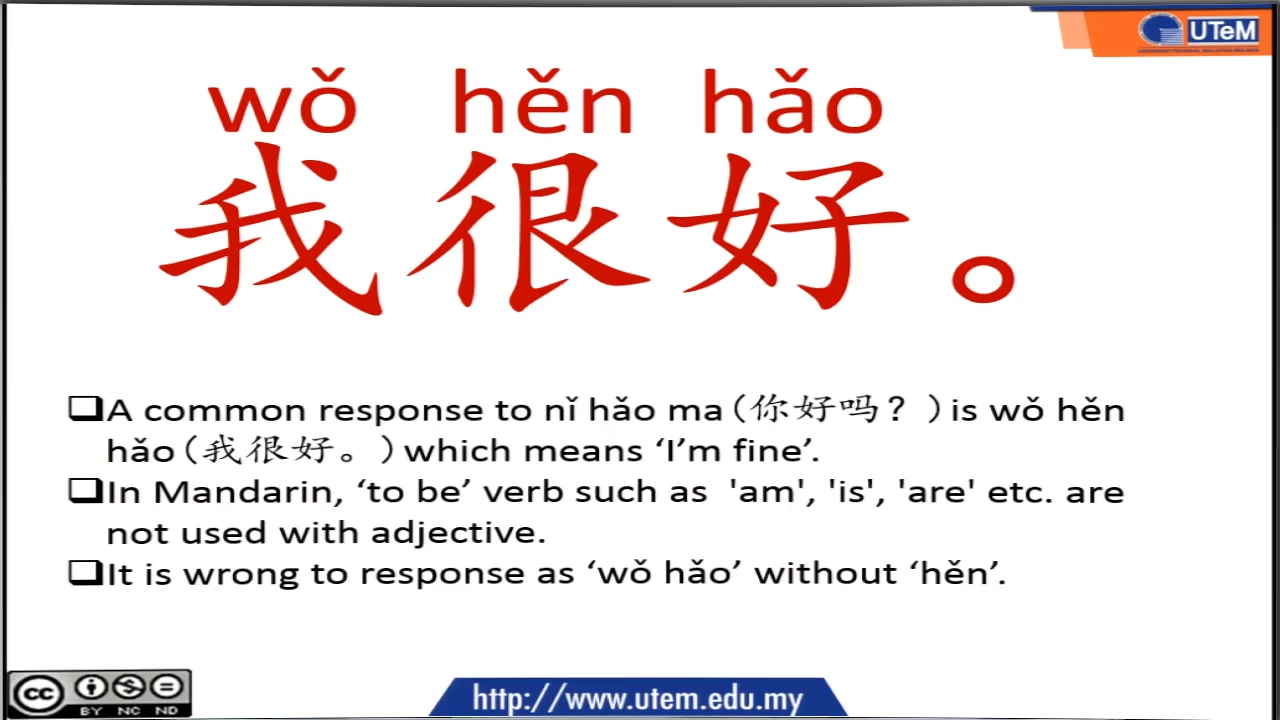 UTeM
wǒ hěn hǎo
我很好。
❑A common response to nǐ hǎo ma(你好吗？)is wǒ hěn
hǎo(我很好。)which means ‘I’m fine’.
❑In Mandarin, ‘to be’ verb such as 'am', 'is', 'are' etc. are
not used with adjective.
❑It is wrong to response as ‘wǒ hǎo’ without ‘hěn’.
cc
BY NC ND
http://www.utem.edu.my